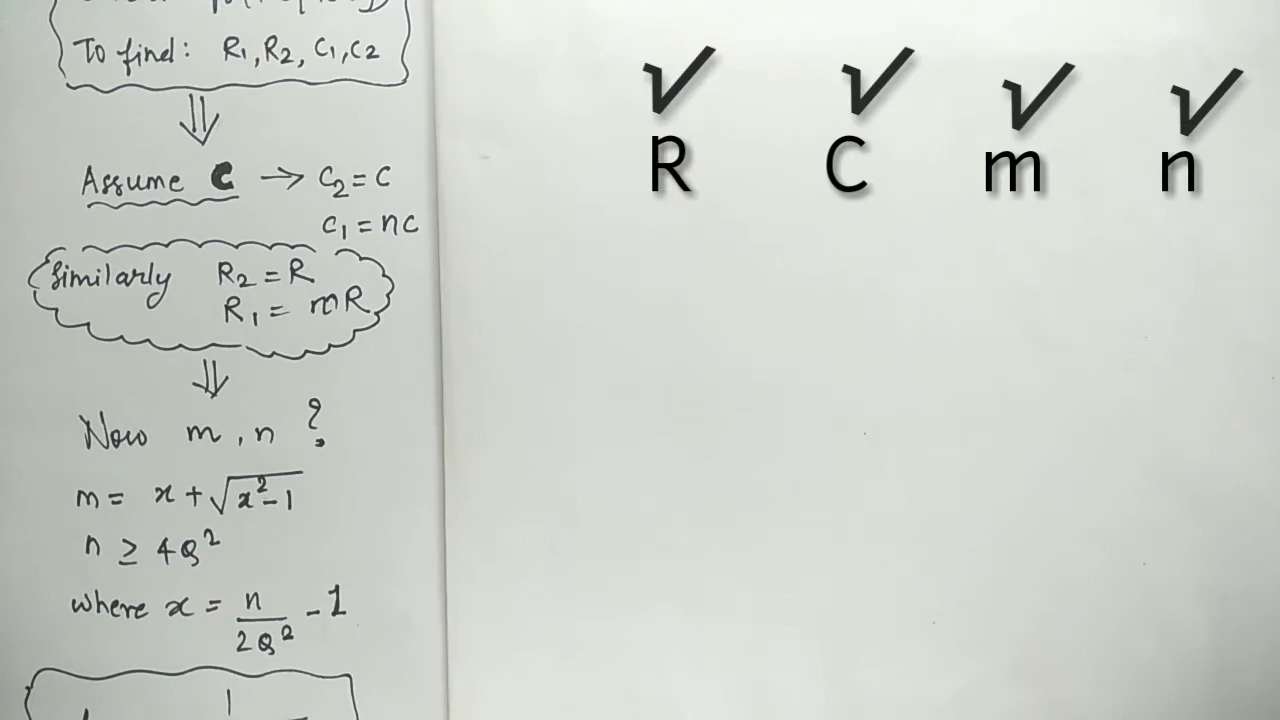 To find: R1, R2, C1, C2
⇓
Assume C → C2 = C
C1 = nC
Similarly R2 = R
R1 = mR
⇓
Now m, n ?
m = x + √(x²-1)
n ≥ 4Q²
where x = n/2Q² - 1
1
✓ ✓ ✓ ✓
R C m n